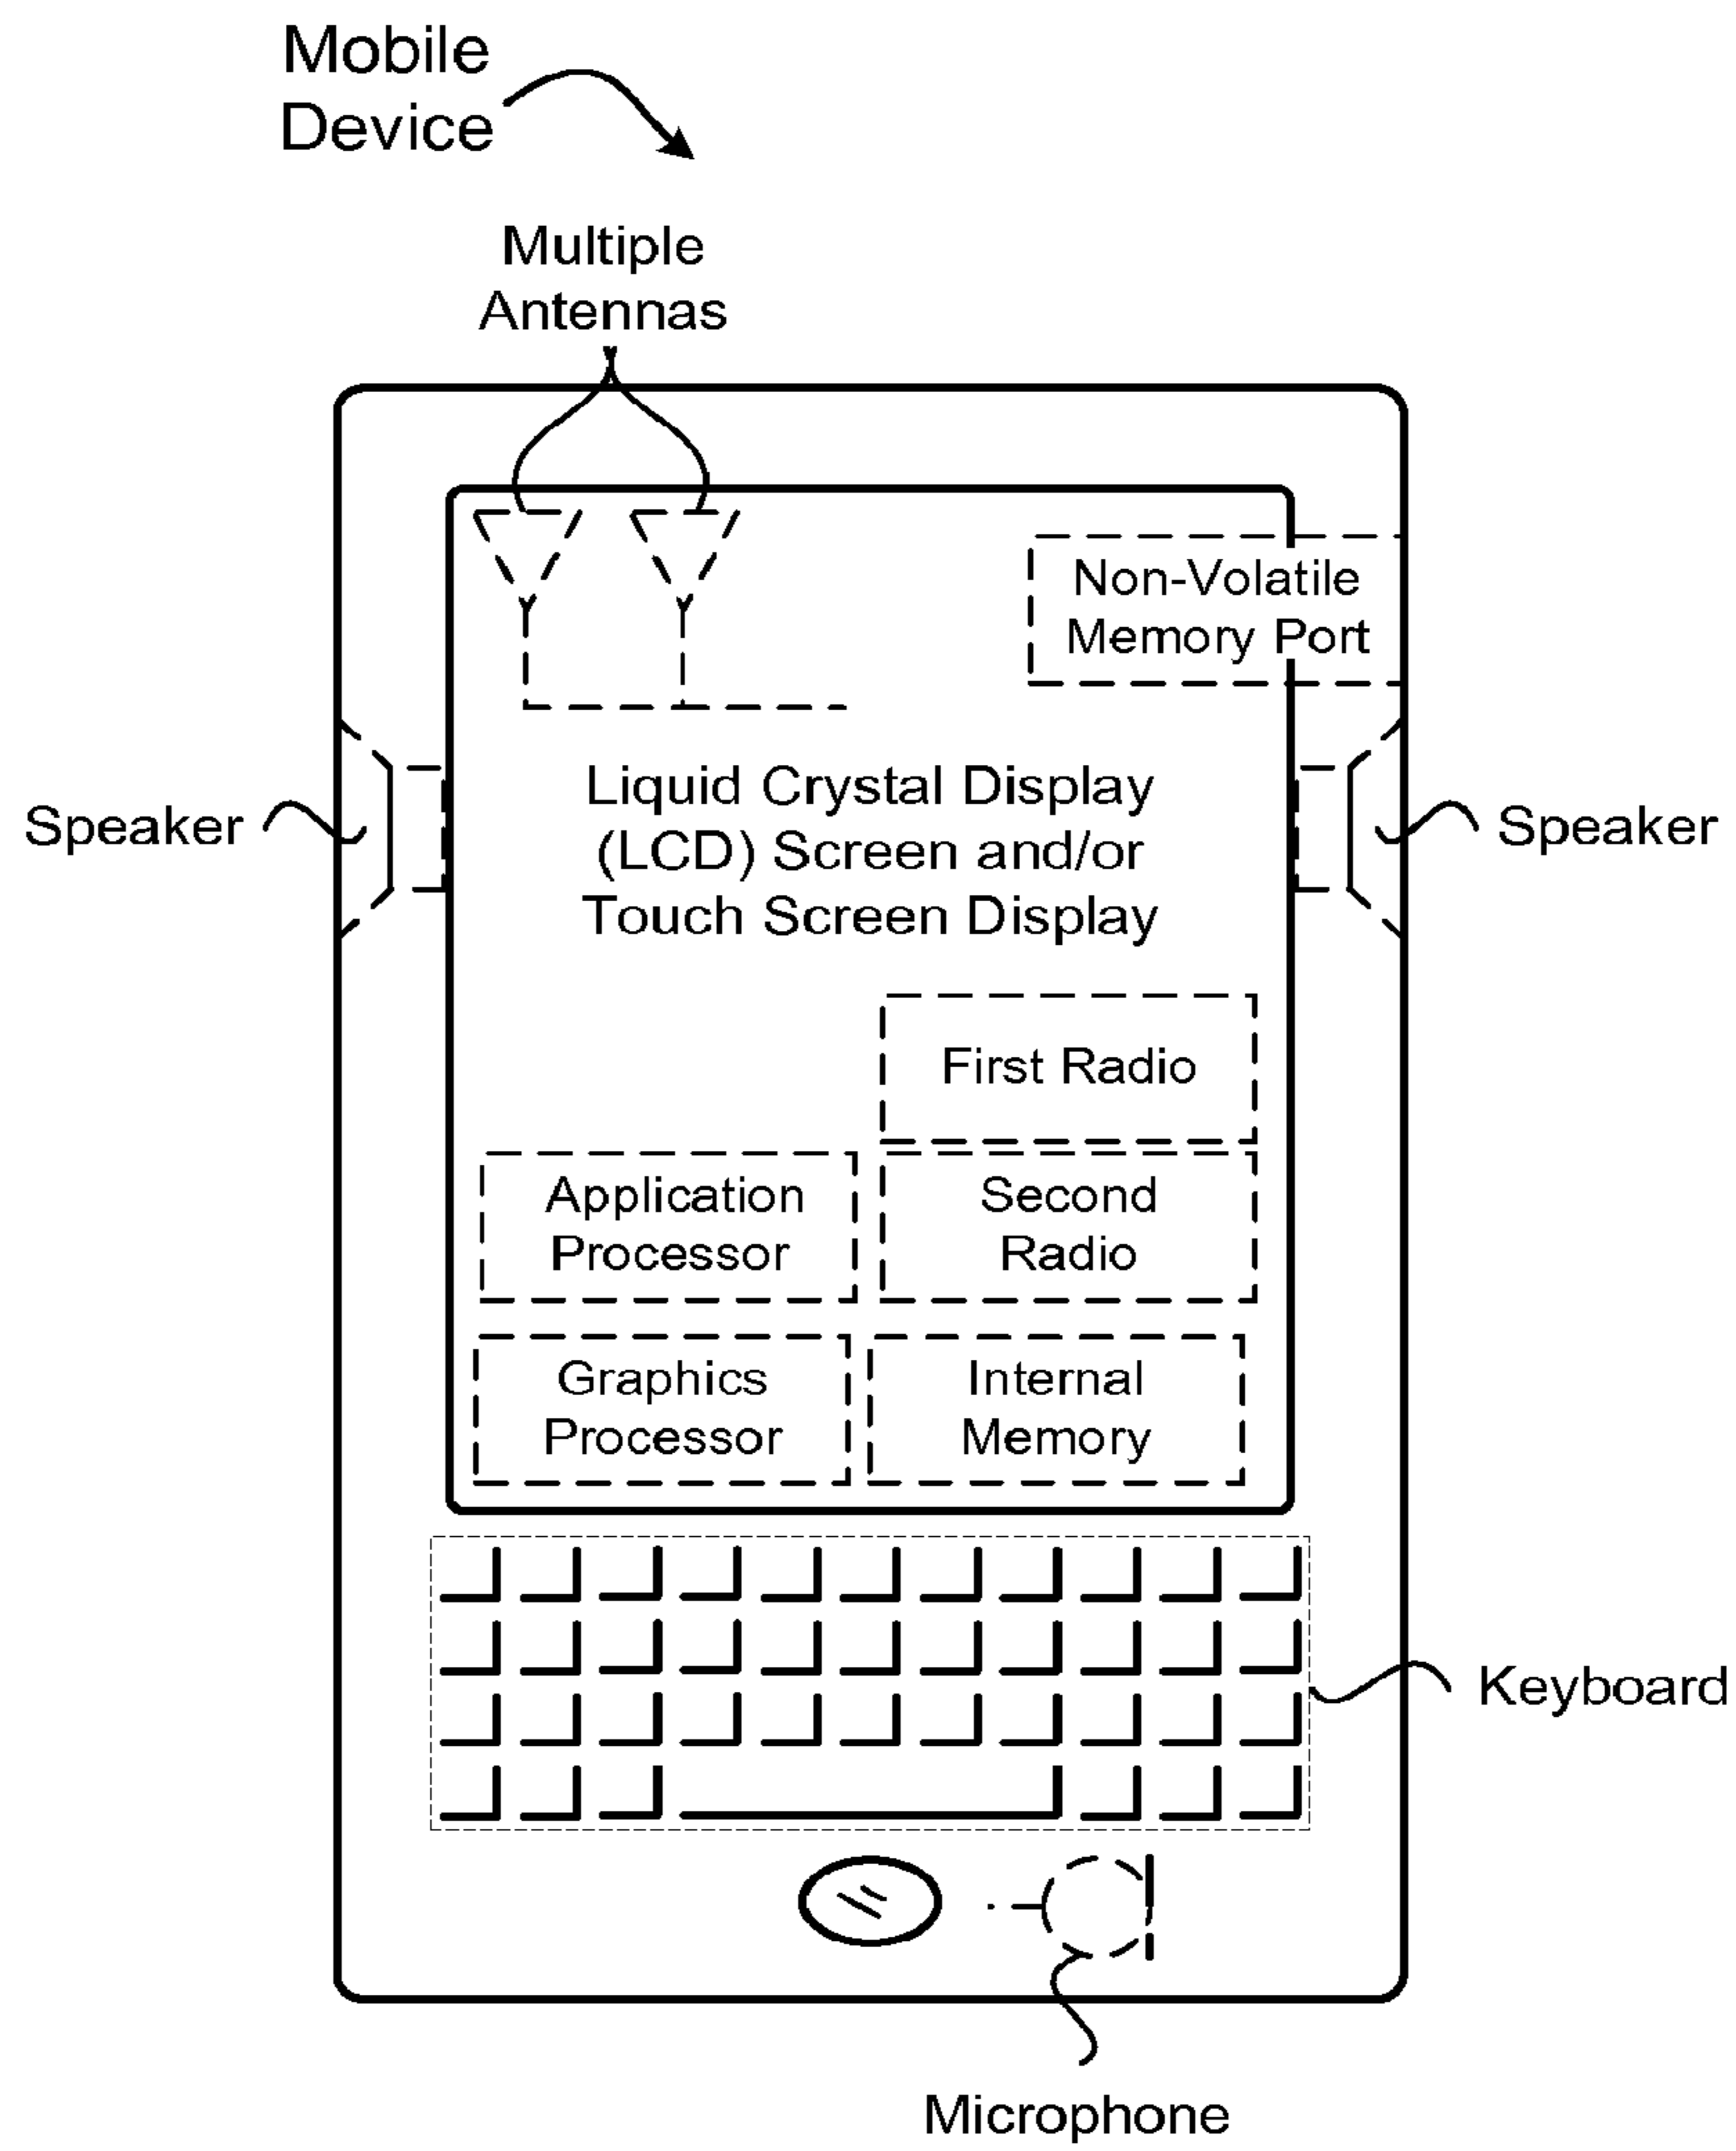 Mobile
Device
Multiple
Antennas
Non-Volatile
Memory Port
Speaker
Liquid Crystal Display
(LCD) Screen and/or
Touch Screen Display
Speaker
First Radio
Application
Processor
Second
Radio
Graphics
Processor
Internal
Memory
Keyboard
Microphone